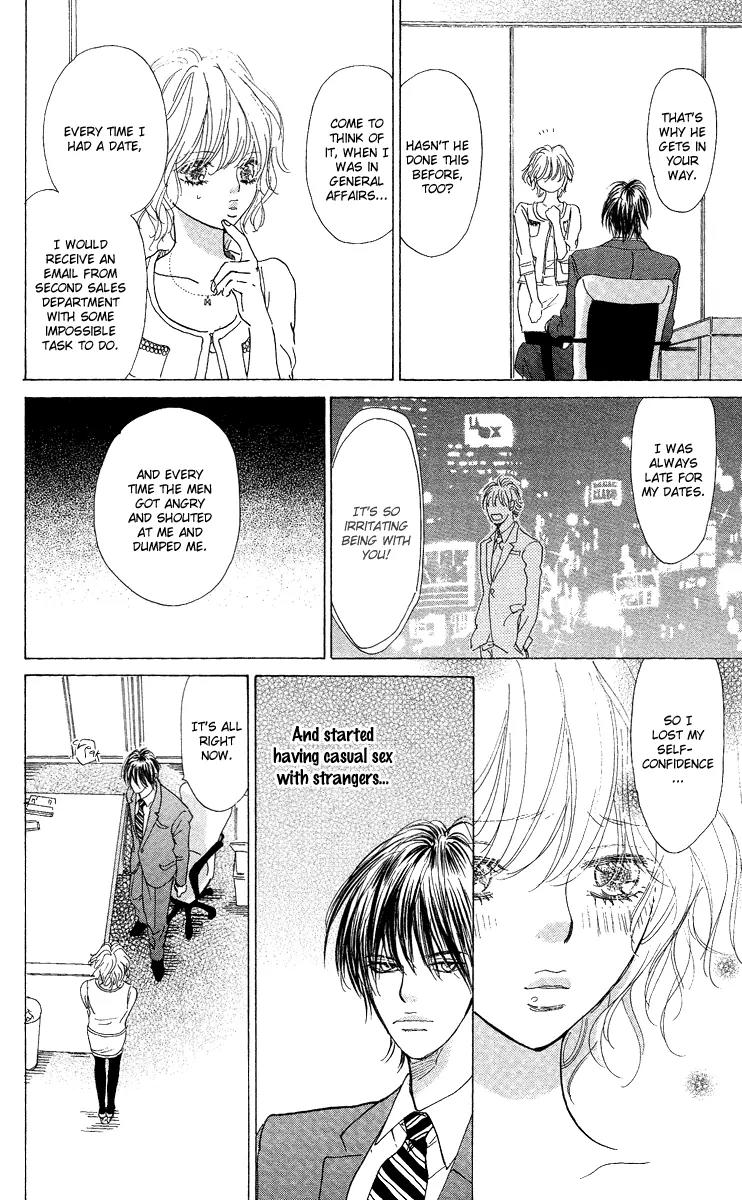 THAT'S
WHY HE
GETS IN
YOUR
WAY.
HASN'T HE
DONE THIS
BEFORE,
TOO?
COME TO
THINK OF
IT, WHEN I
WAS IN
GENERAL
AFFAIRS...
EVERY TIME I
HAD A DATE,
I WOULD
RECEIVE AN
EMAIL FROM
SECOND SALES
DEPARTMENT
WITH SOME
IMPOSSIBLE
TASK TO DO.
I WAS
ALWAYS
LATE FOR
MY DATES.
IT'S SO
IRRITATING
BEING WITH
YOU!
AND EVERY
TIME THE MEN
GOT ANGRY
AND SHOUTED
AT ME AND
DUMPED ME.
SO I
LOST MY
SELF-
CONFIDENCE
...
And started
having casual sex
with strangers...
IT'S ALL
RIGHT
NOW.